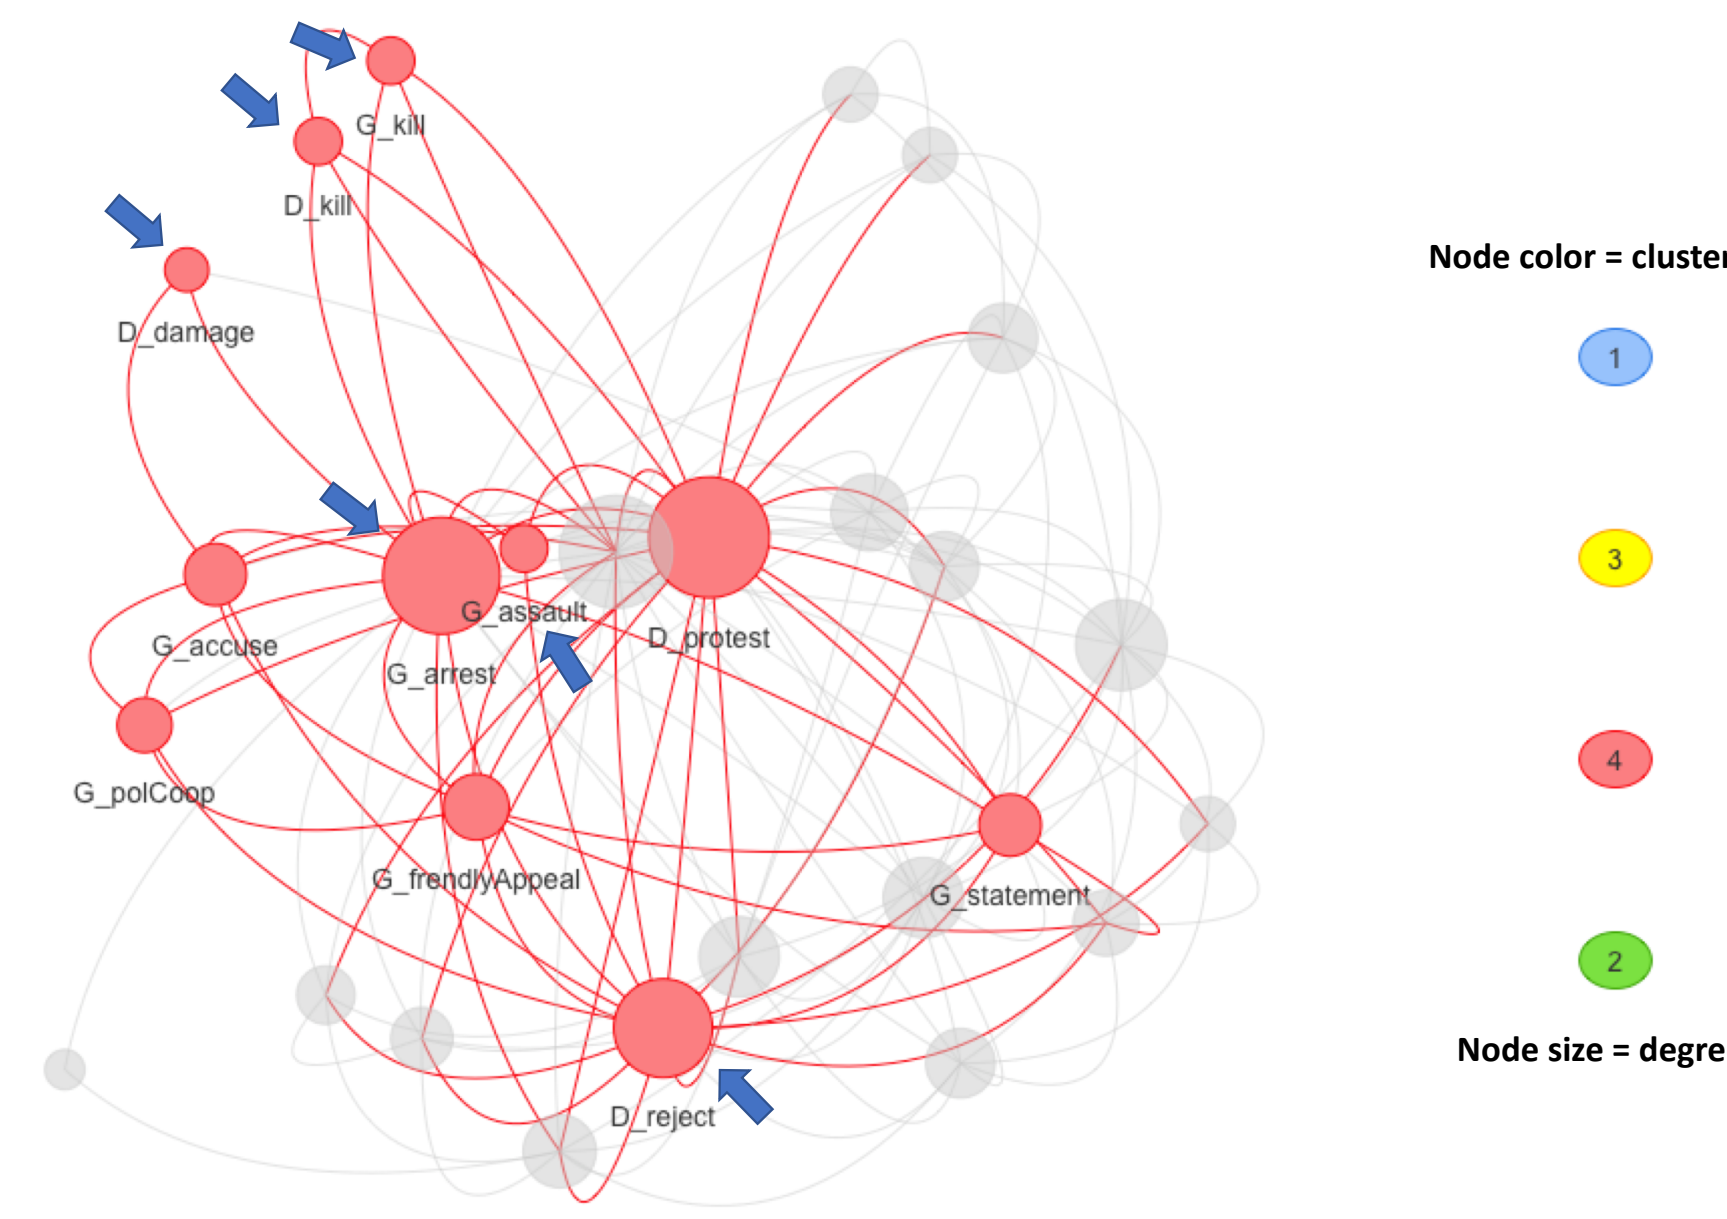 G_kill
D_kill
D_damage
G_assault
D_protest
G_accuse
G_arrest
G_polCoop
G_frendlyAppeal
G_statement
D_reject
Node color = cluster
1
3
4
2
Node size = degre